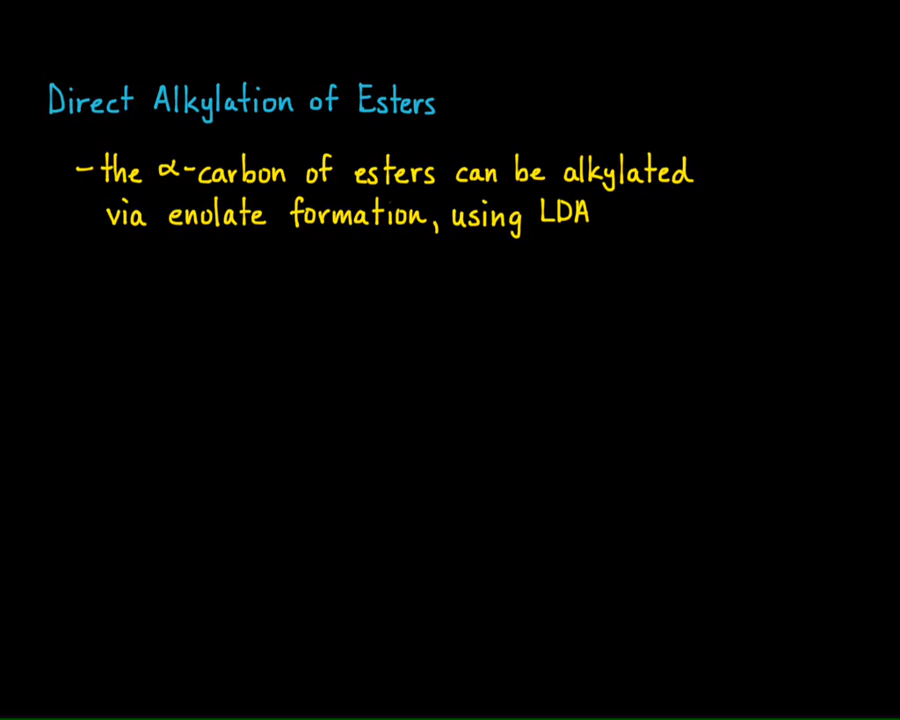 Direct Alkylation of Esters
- the α-carbon of esters can be alkylated
via enolate formation, using LDA